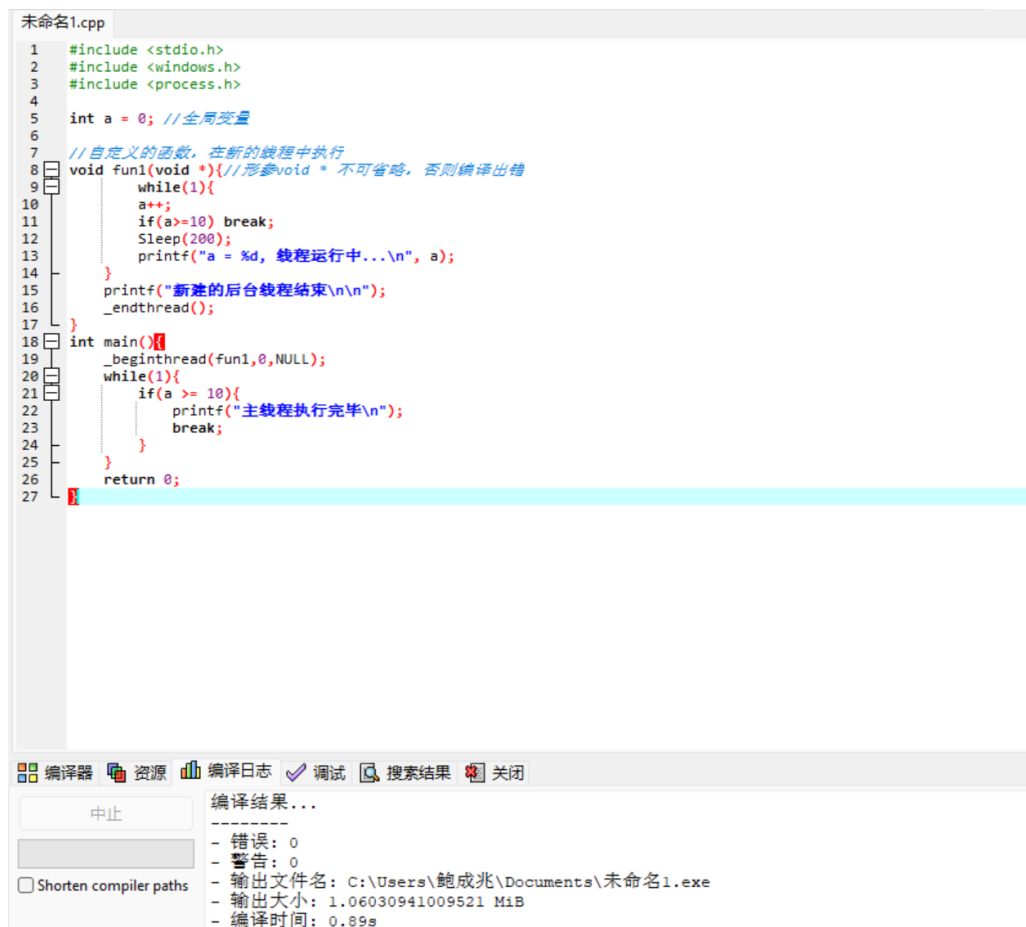 未命名1.cpp
1 #include <stdio.h>
2 #include <windows.h>
3 #include <process.h>
4
5 int a = 0; //全局变量
6
7 //自定义的函数，在新的线程中执行
8 void fun1(void *){//形参void * 不可省略，否则编译出错
9 while(1){
10 a++;
11 if(a>=10) break;
12 Sleep(200);
13 printf("a = %d, 线程运行中...\n", a);
14 }
15 printf("新建的后台线程结束\n\n");
16 _endthread();
17 }
18 int main(){
19 _beginthread(fun1,0,NULL);
20 while(1){
21 if(a >= 10){
22 printf("主线程执行完毕\n");
23 break;
24 }
25 }
26 return 0;
27 }
编译器 资源 编译日志 调试 搜索结果 关闭
中止
Shorten compiler paths
编译结果...
--------
- 错误: 0
- 警告: 0
- 输出文件名: C:\Users\鲍成兆\Documents\未命名1.exe
- 输出大小: 1.06030941009521 MiB
- 编译时间: 0.89s